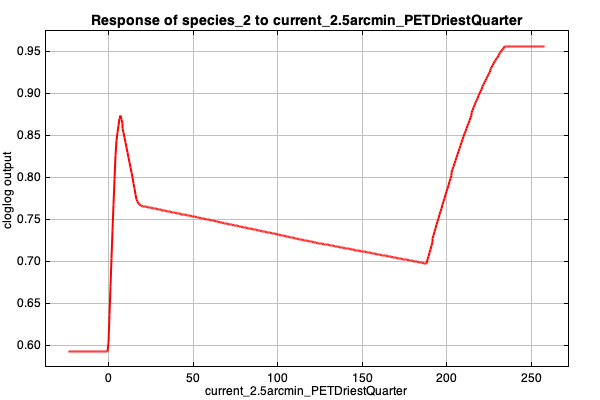 Response of species_2 to current_2.5arcmin_PETDriestQuarter
cloglog output
0.95
0.90
0.85
0.80
0.75
0.70
0.65
0.60
0 50 100 150 200 250
current_2.5arcmin_PETDriestQuarter